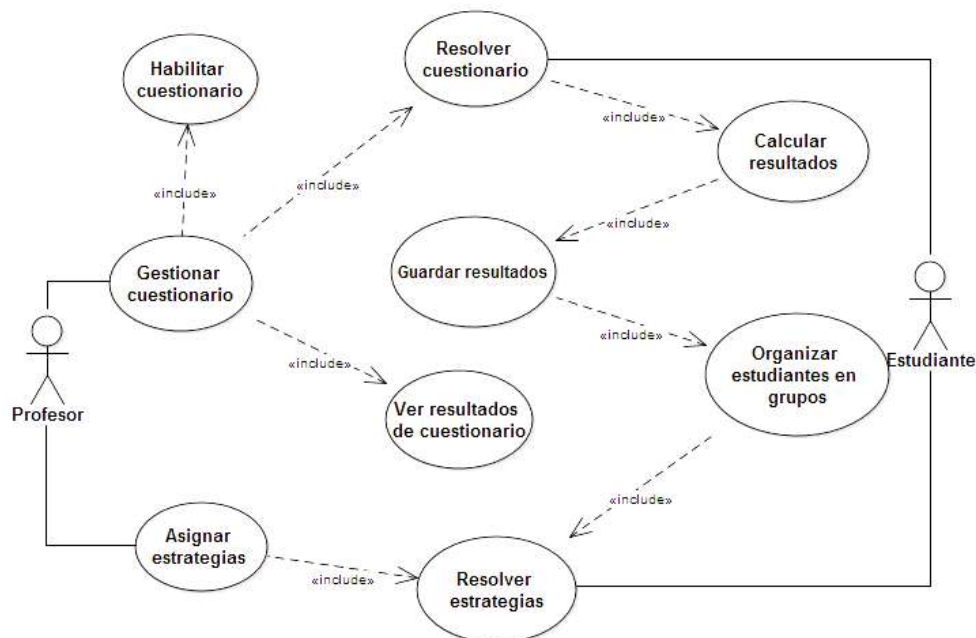 Resolver
cuestionario
Habilitar
cuestionario
«include»
Calcular
resultados
«include»
«include»
«include»
Gestionar
cuestionario
Guardar resultados
«include»
«include»
Organizar
estudiantes en
grupos
Estudiante
Profesor
Ver resultados
de cuestionario
«include»
Asignar
estrategias
«include»
Resolver
estrategias